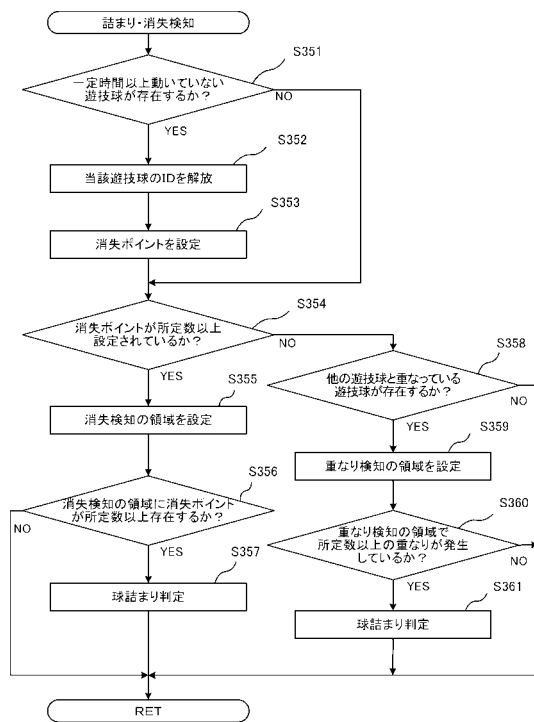 詰まり・消失検知
S351
一定時間以上動いていない
遊技球が存在するか?
NO
YES
S352
当該遊技球のIDを解放
S353
消失ポイントを設定
S354
消失ポイントが所定数以上
設定されているか?
NO
YES
S358
他の遊技球と重なっている
遊技球が存在するか?
NO
YES
S355
消失検知の領域を設定
S359
重なり検知の領域を設定
S356
消失検知の領域に消失ポイント
が所定数以上存在するか?
NO
YES
S360
重なり検知の領域で
所定数以上の重なりが発生
しているか?
NO
YES
S357
球詰まり判定
S361
球詰まり判定
RET